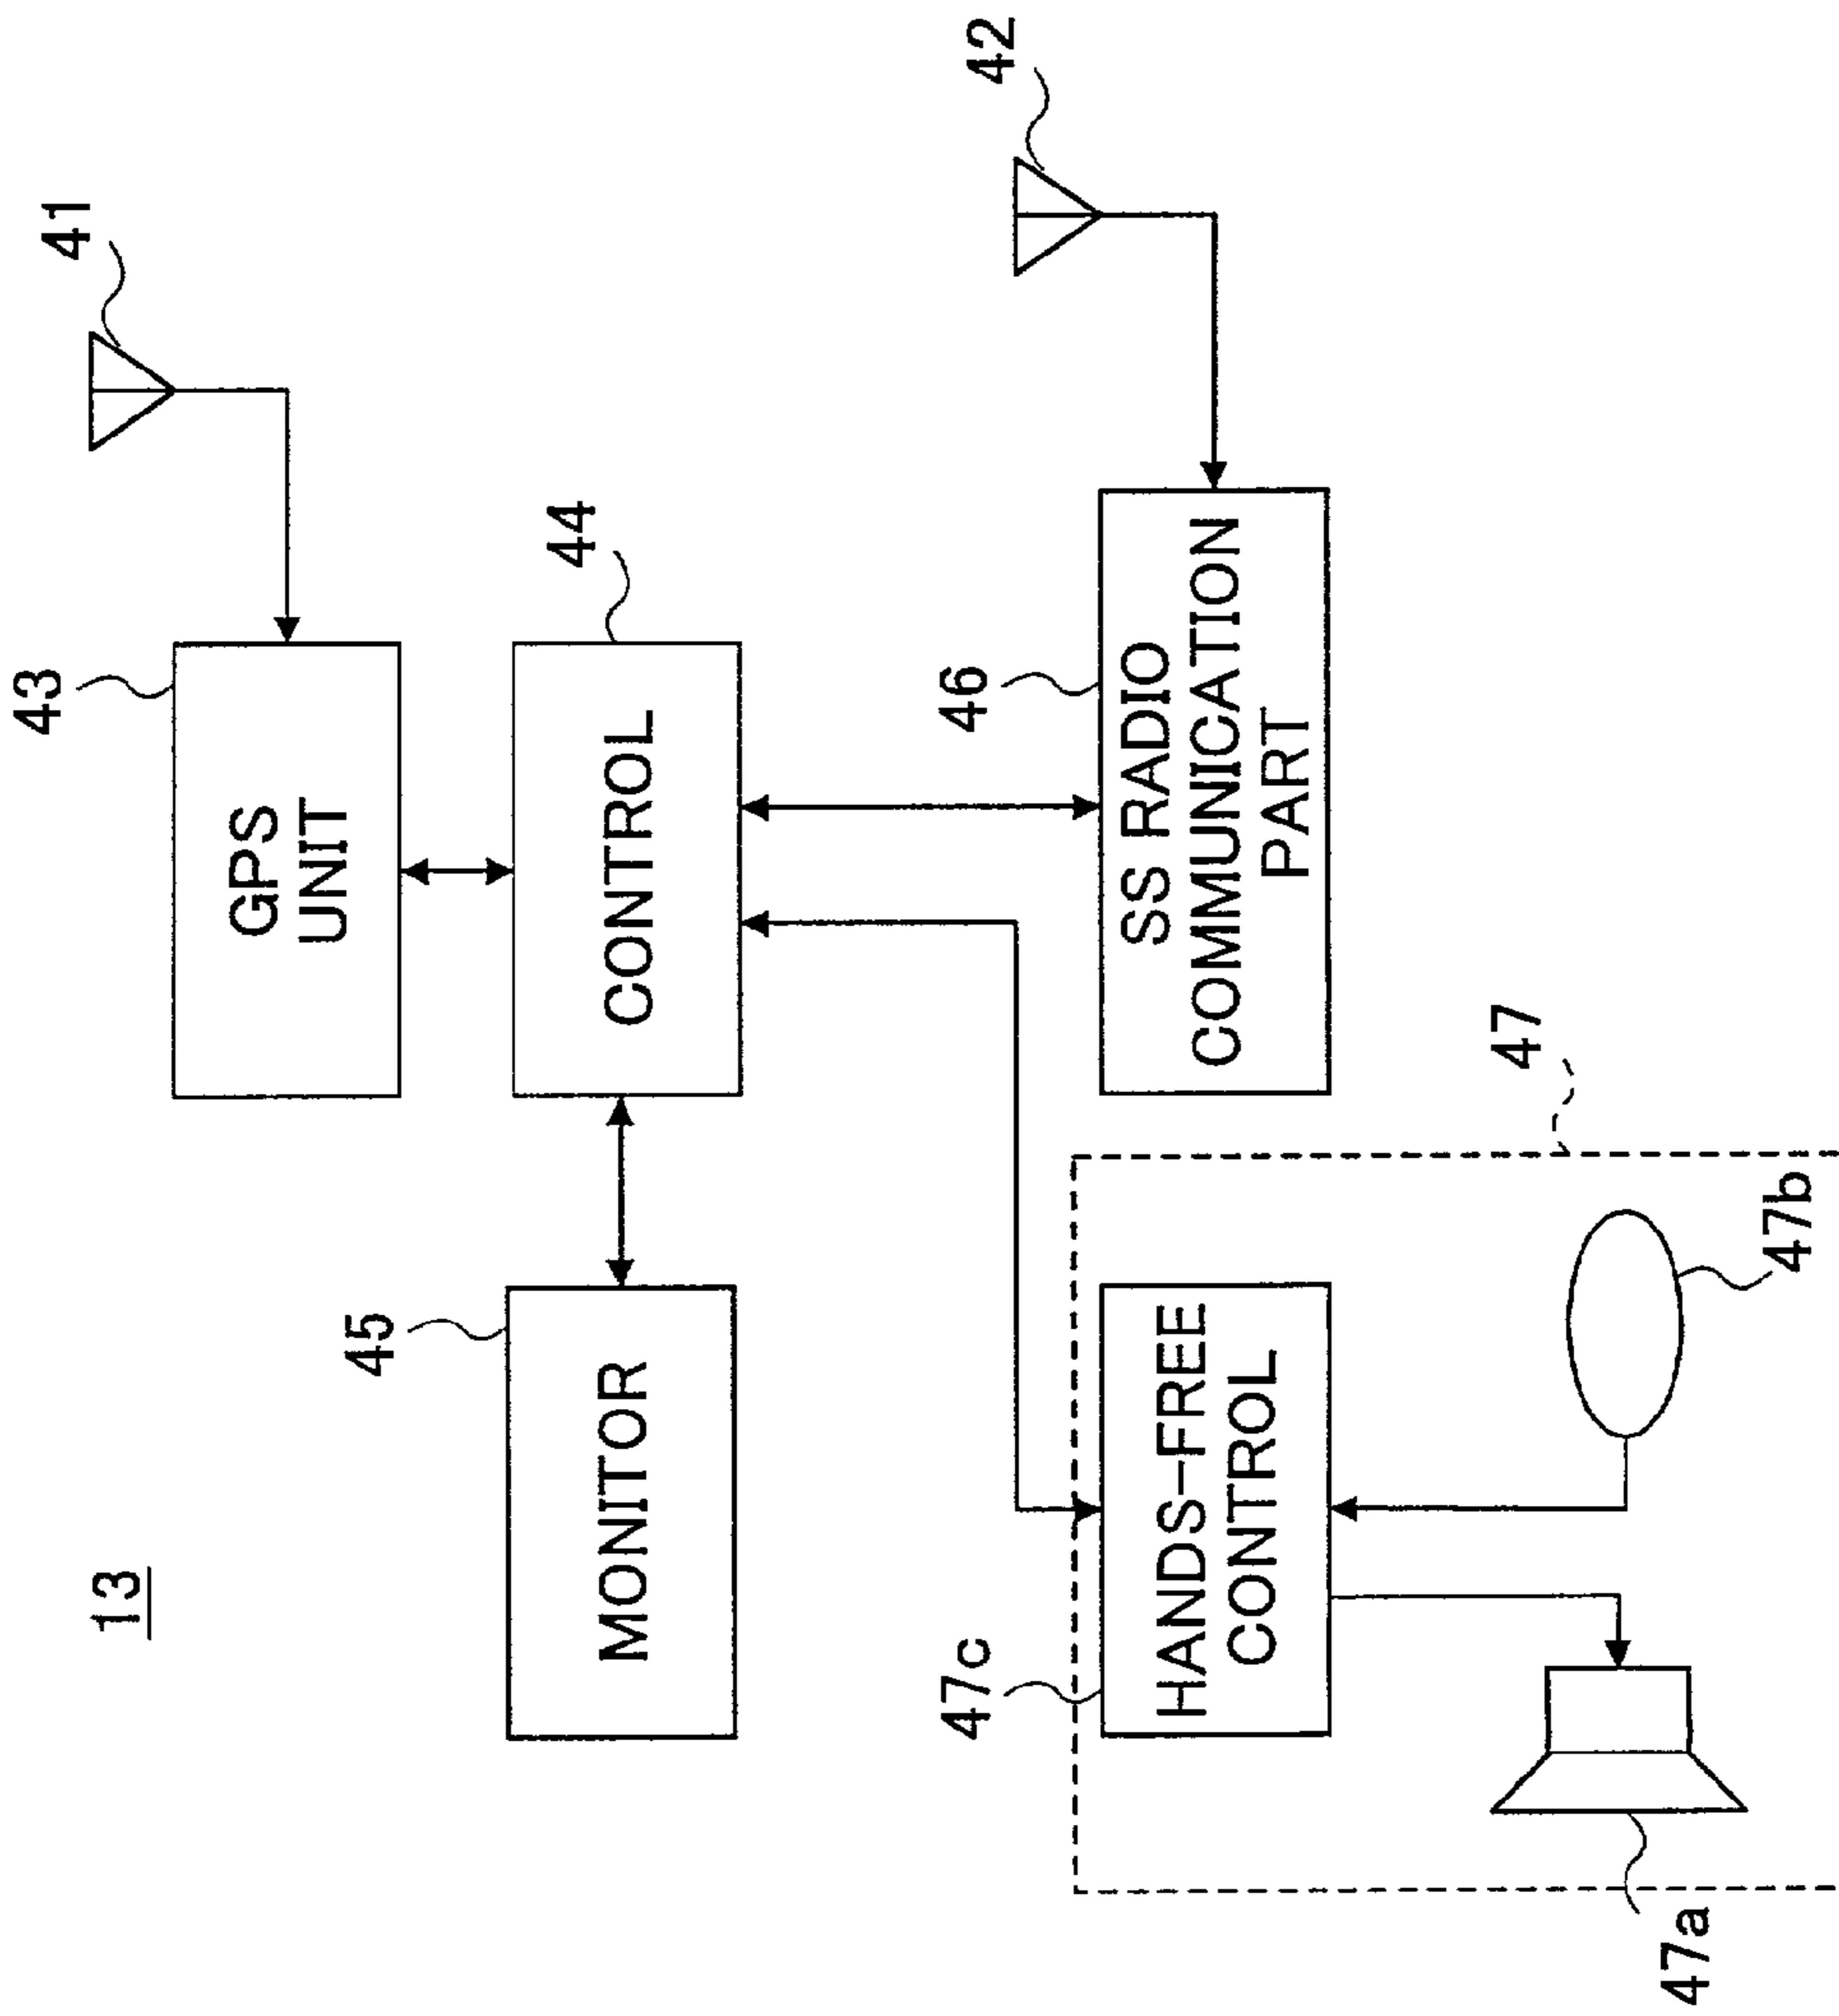 13
41
43
GPS
UNIT
44
CONTROL
45
MONITOR
42
46
SS RADIO
COMMUNICATION
PART
47
47c
HANDS-FREE
CONTROL
47b
47a